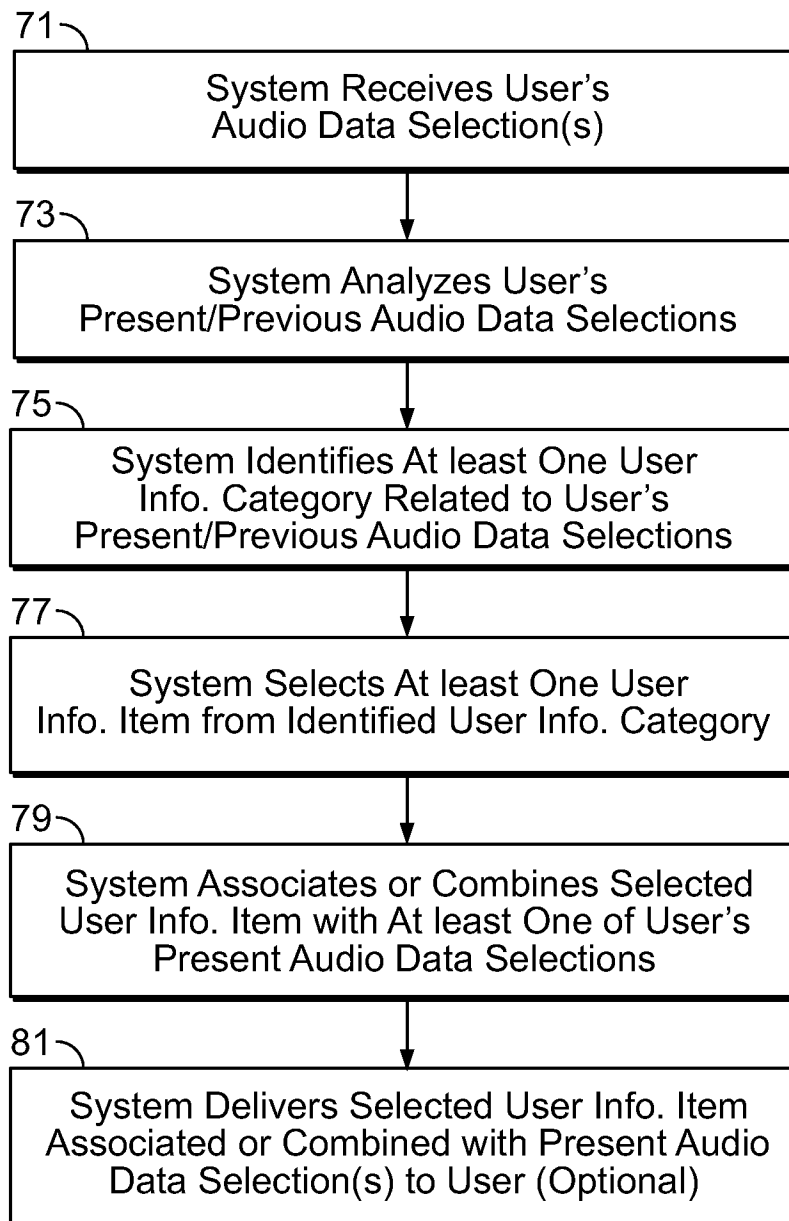 71
System Receives User’s
Audio Data Selection(s)
73
System Analyzes User’s
Present/Previous Audio Data Selections
75
System Identifies At least One User
Info. Category Related to User’s
Present/Previous Audio Data Selections
77
System Selects At least One User
Info. Item from Identified User Info. Category
79
System Associates or Combines Selected
User Info. Item with At least One of User’s
Present Audio Data Selections
81
System Delivers Selected User Info. Item
Associated or Combined with Present Audio
Data Selection(s) to User (Optional)